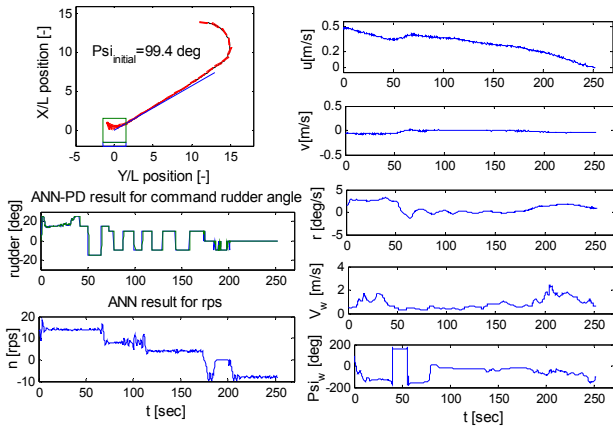 15
10
5
0
X/L position [-]
Psi_initial=99.4 deg
-5 0 5 10 15
Y/L position [-]
ANN-PD result for command rudder angle
20
0
-20
rudder [deg]
0 50 100 150 200 250
ANN result for rps
20
10
0
-10
n [rps]
0 50 100 150 200 250
t [sec]
0.5
0
u[m/s]
0 50 100 150 200 250
0.5
0
-0.5
v[m/s]
0 50 100 150 200 250
5
0
-5
r [deg/s]
0 50 100 150 200 250
4
2
0
V_w [m/s]
0 50 100 150 200 250
200
0
-200
Psi_w [deg]
0 50 100 150 200 250
t [sec]